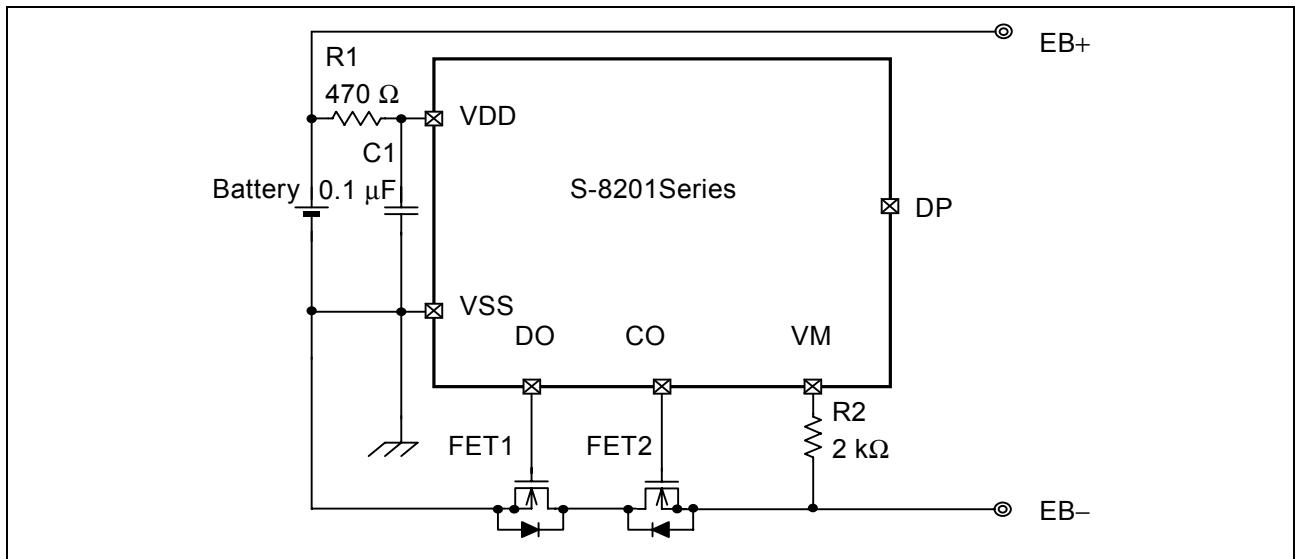 EB+
R1
470 Ω
VDD
C1
Battery
0.1 μF
S-8201Series
DP
VSS
DO
CO
VM
R2
2 kΩ
FET1
FET2
EB−